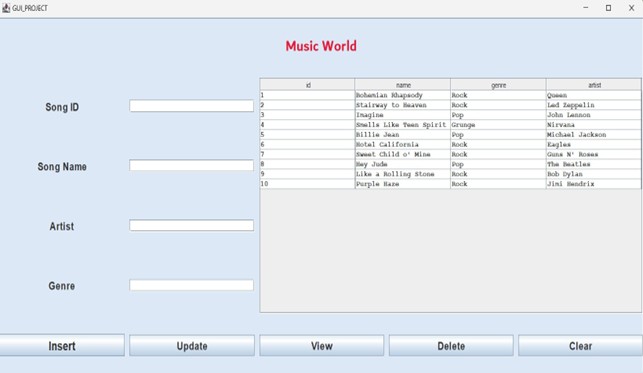 GUI_PROJECT
Music World
id name genre artist
1 Bohemian Rhapsody Rock Queen
2 Stairway to Heaven Rock Led Zeppelin
3 Imagine Pop John Lennon
4 Smells Like Teen Spirit Grunge Nirvana
5 Billie Jean Pop Michael Jackson
6 Hotel California Rock Eagles
7 Sweet Child o' Mine Rock Guns N' Roses
8 Hey Jude Pop The Beatles
9 Like a Rolling Stone Rock Bob Dylan
10 Purple Haze Rock Jimi Hendrix
Song ID
Song Name
Artist
Genre
Insert Update View Delete Clear